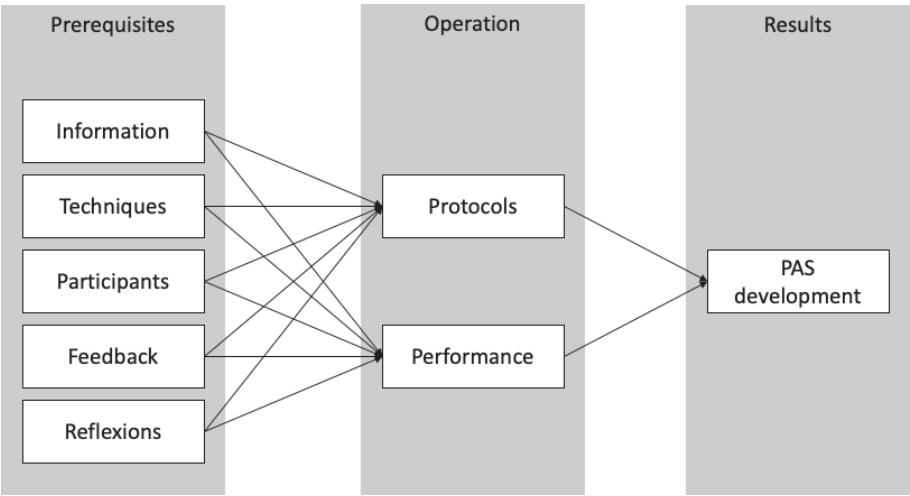 Prerequisites
Operation
Results
Information
Techniques
Participants
Feedback
Reflexions
Protocols
Performance
PAS
development